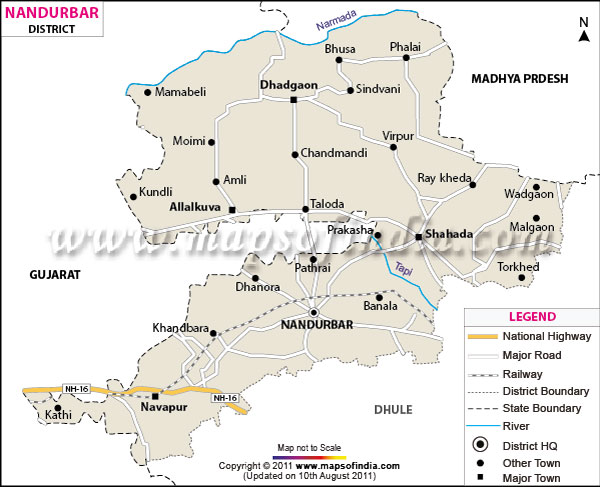 NANDURBAR
DISTRICT
Narmada
N
Bhusa
Phalai
MADHYA PRDESH
Mamabeli
Dhadgaon
Sindvani
Moimi
Virpur
Chandmandi
Amli
Ray kheda
Kundli
Wadgaon
Allalkuva
Taloda
Malgaon
Prakasha
Shahada
www.mapsofindia.com
GUJARAT
Pathrai
Tapi
Torkhed
Dhanora
Banala
NANDURBAR
Khandbara
NH-16
NH-16
Navapur
Kathi
DHULE
LEGEND
National Highway
Major Road
Railway
District Boundary
State Boundary
River
District HQ
Other Town
Major Town
Map not to Scale
Copyright © 2011 www.mapsofindia.com
(Updated on 10th August 2011)